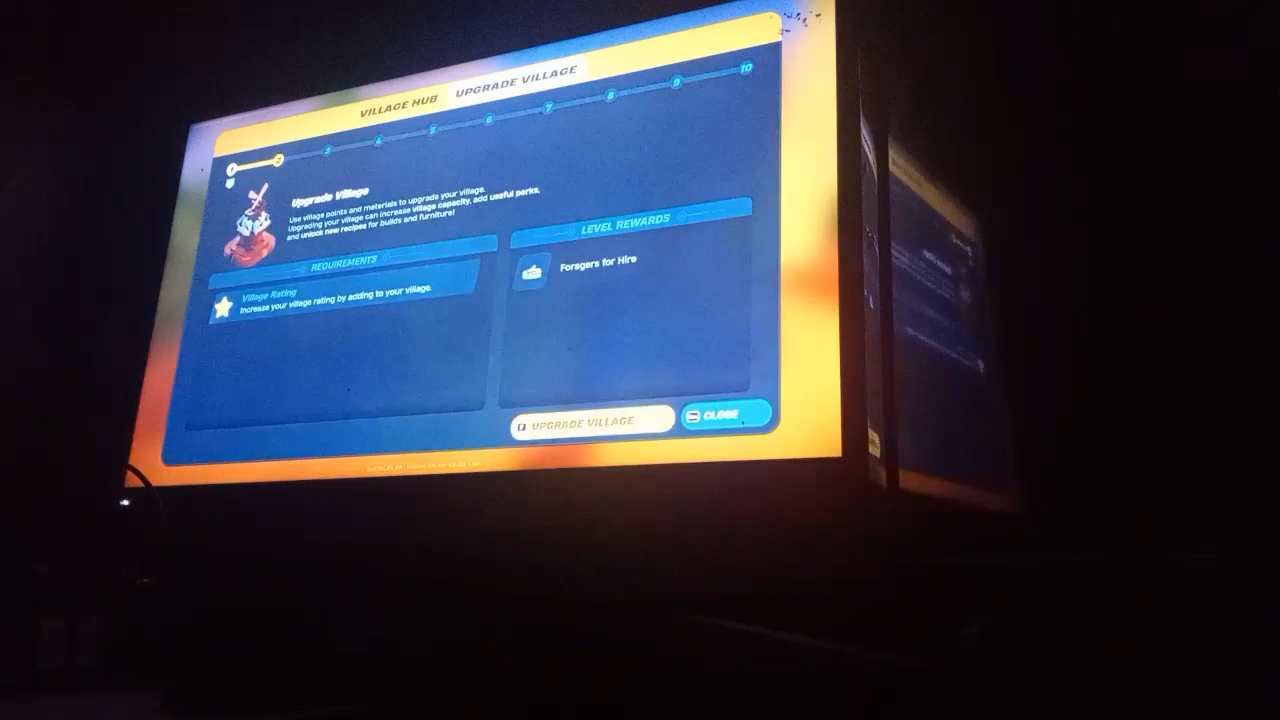 VILLAGE HUB UPGRADE VILLAGE
1 2 3 4 5 6 7 8 9 10
Upgrade Village
Use village points and materials to upgrade your village.
Upgrading your village can increase village capacity, add useful perks,
and unlock new recipes for builds and furniture!
REQUIREMENTS
LEVEL REWARDS
Village Rating
Increase your village rating by adding to your village.
Foragers for Hire
F UPGRADE VILLAGE
CLOSE